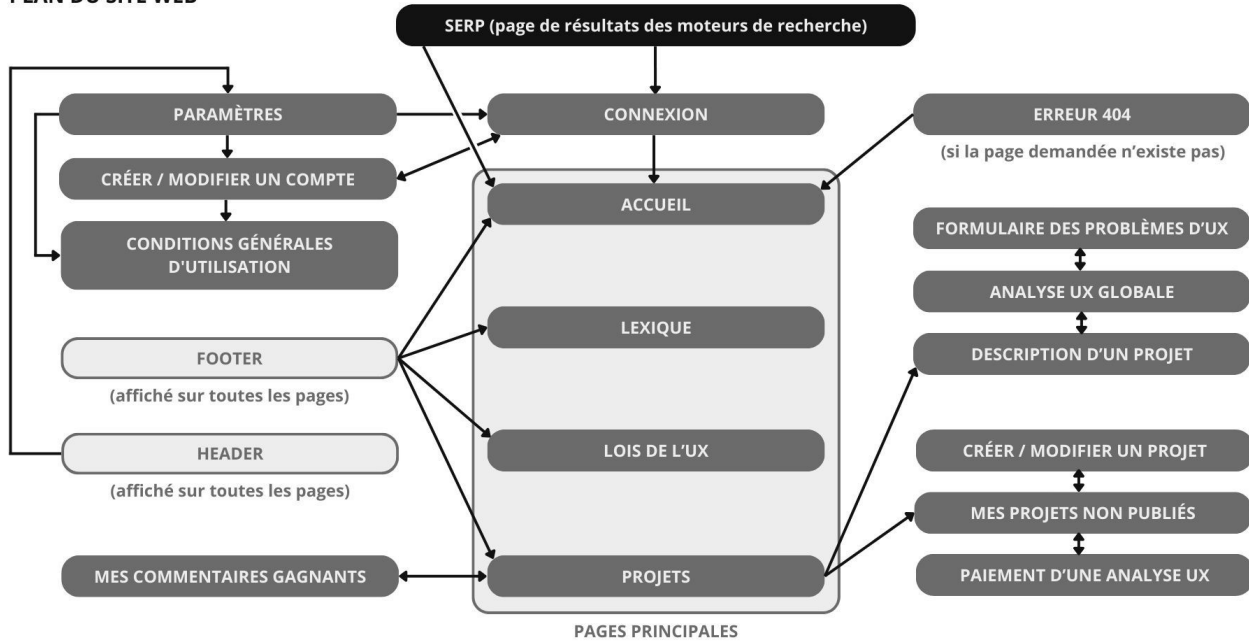 PLAN DU SITE WEB
SERP (page de résultats des moteurs de recherche)
PARAMÈTRES
CONNEXION
ERREUR 404
(si la page demandée n’existe pas)
CRÉER / MODIFIER UN COMPTE
ACCUEIL
FORMULAIRE DES PROBLÈMES D’UX
CONDITIONS GÉNÉRALES
D'UTILISATION
ANALYSE UX GLOBALE
LEXIQUE
FOOTER
(affiché sur toutes les pages)
DESCRIPTION D’UN PROJET
HEADER
(affiché sur toutes les pages)
LOIS DE L’UX
CRÉER / MODIFIER UN PROJET
MES PROJETS NON PUBLIÉS
MES COMMENTAIRES GAGNANTS
PROJETS
PAIEMENT D’UNE ANALYSE UX
PAGES PRINCIPALES